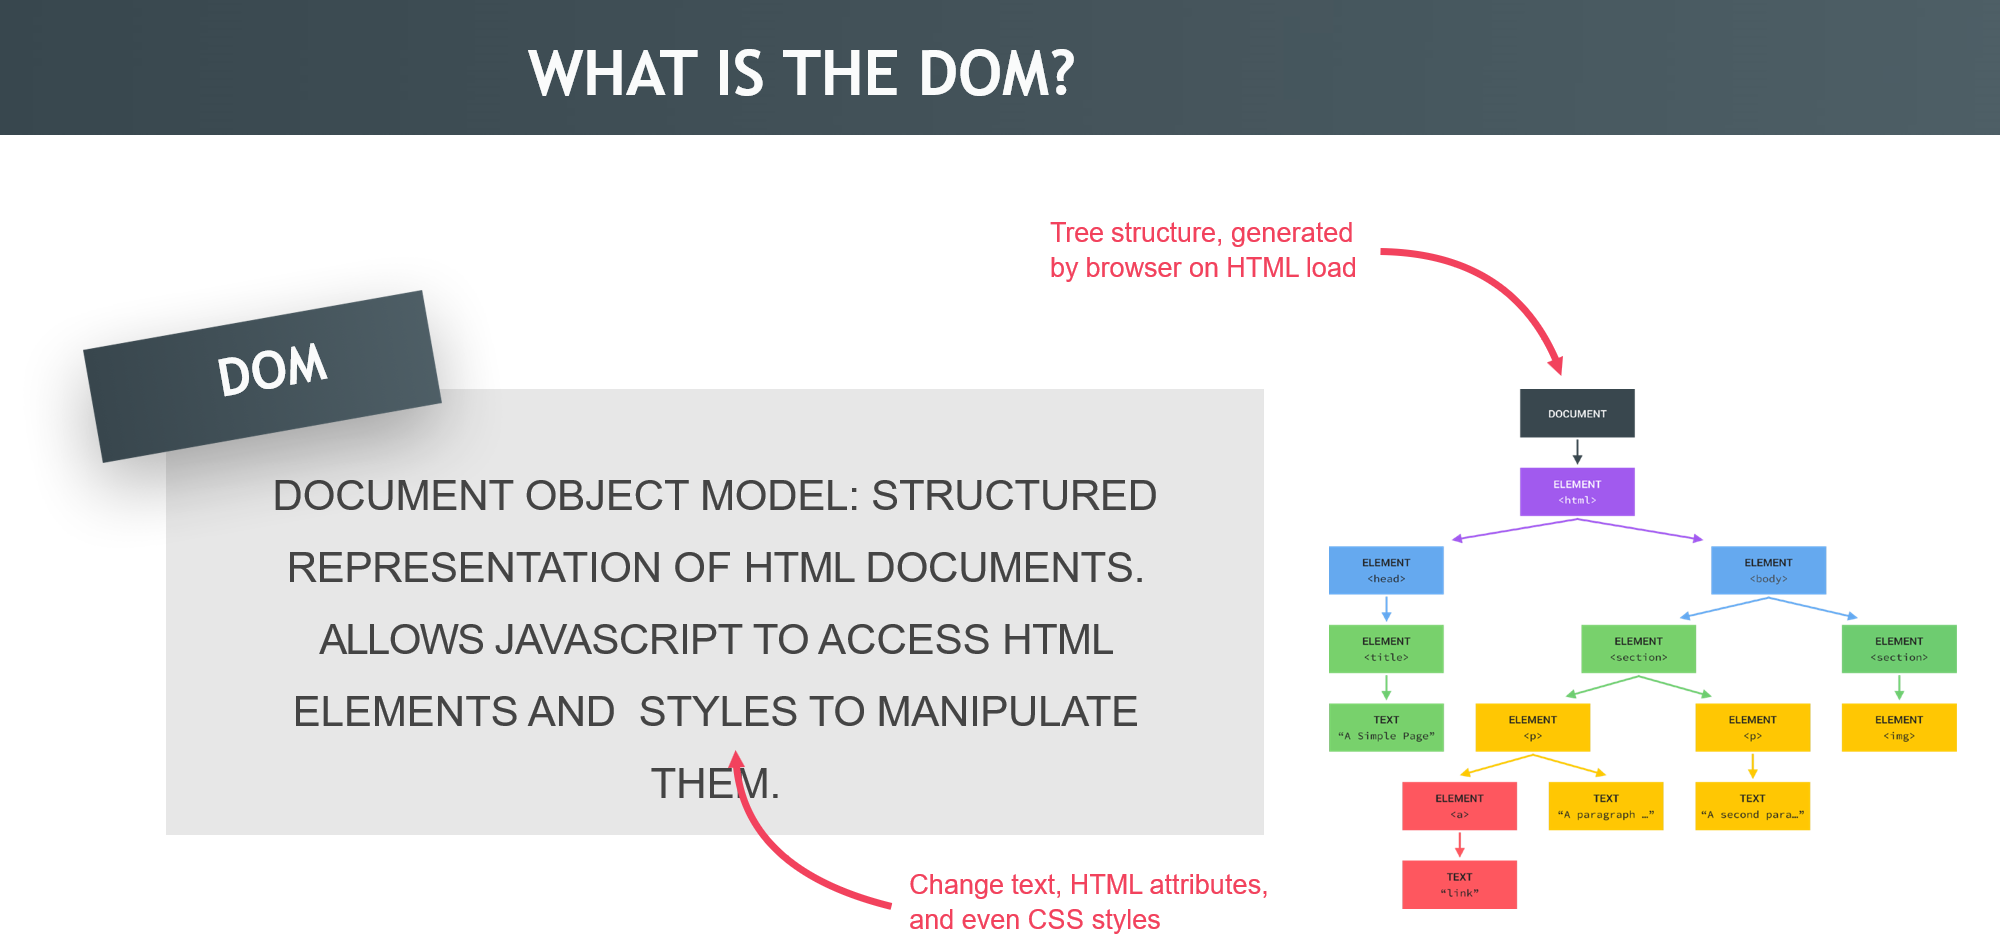 WHAT IS THE DOM?
Tree structure, generated
by browser on HTML load
DOM
DOCUMENT OBJECT MODEL: STRUCTURED
REPRESENTATION OF HTML DOCUMENTS.
ALLOWS JAVASCRIPT TO ACCESS HTML
ELEMENTS AND  STYLES TO MANIPULATE
THEM.
Change text, HTML attributes,
and even CSS styles
DOCUMENT
ELEMENT
<html>
ELEMENT
<head>
ELEMENT
<body>
ELEMENT
<title>
ELEMENT
<section>
ELEMENT
<section>
TEXT
“A Simple Page”
ELEMENT
<p>
ELEMENT
<p>
ELEMENT
<img>
ELEMENT
<a>
TEXT
“A paragraph …”
TEXT
“A second para…”
TEXT
“link”